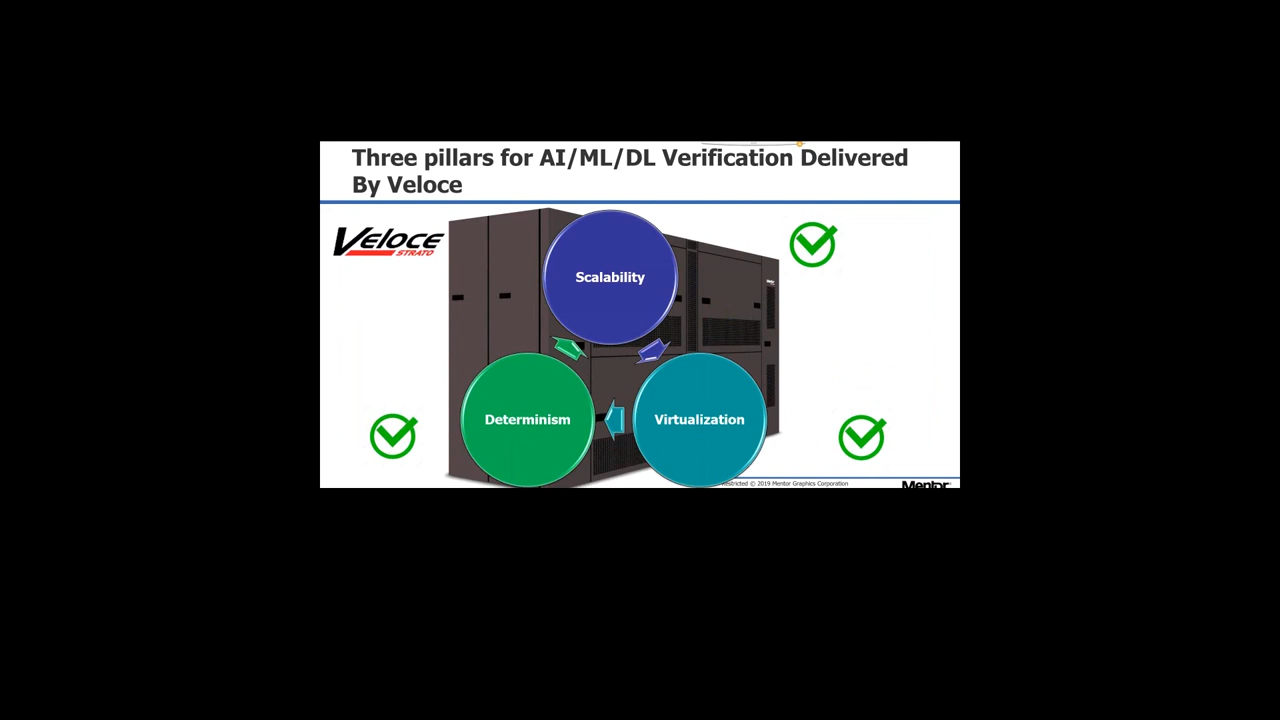 Three pillars for AI/ML/DL Verification Delivered
By Veloce
Veloce
STRATO
Scalability
Mentor
Determinism
Virtualization
Restricted © 2019 Mentor Graphics Corporation
Mentor